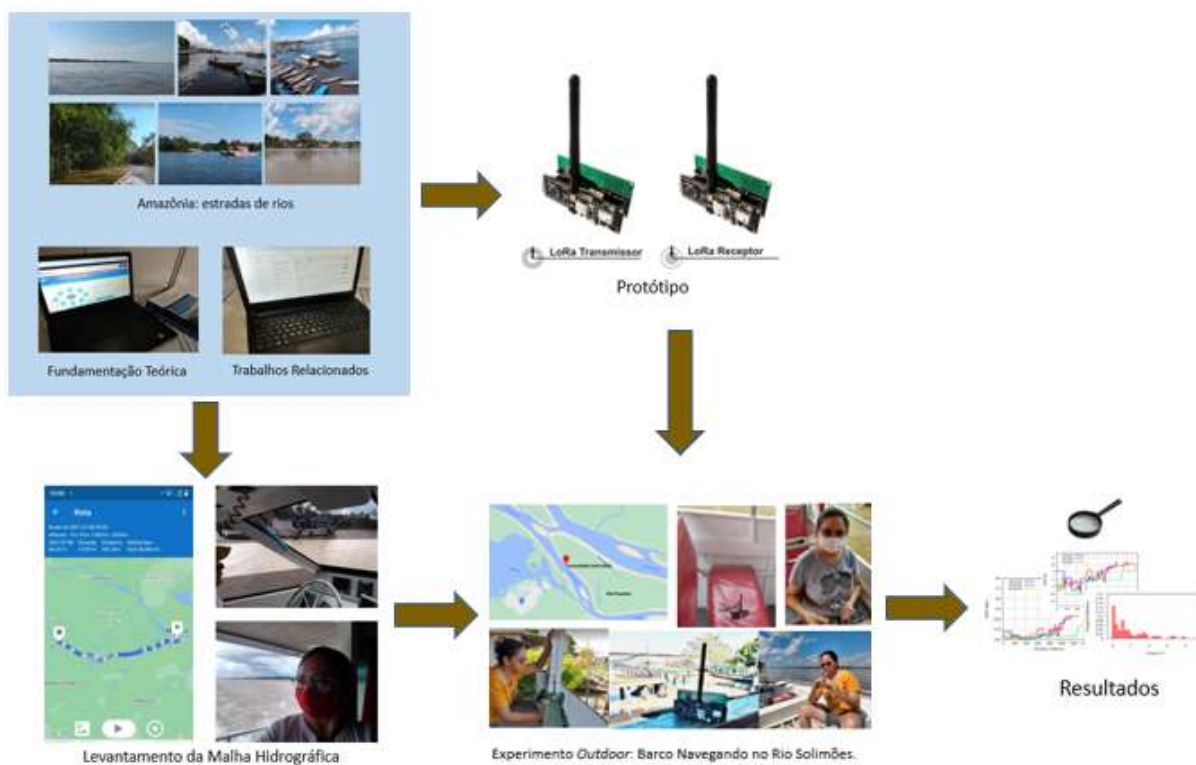 Amazônia: estradas de rios
Fundamentação Teórica
Trabalhos Relacionados
LoRa Transmissor
LoRa Receptor
Protótipo
Rota
Levantamento da Malha Hidrográfica
Experimento Outdoor: Barco Navegando no Rio Solimões.
Resultados